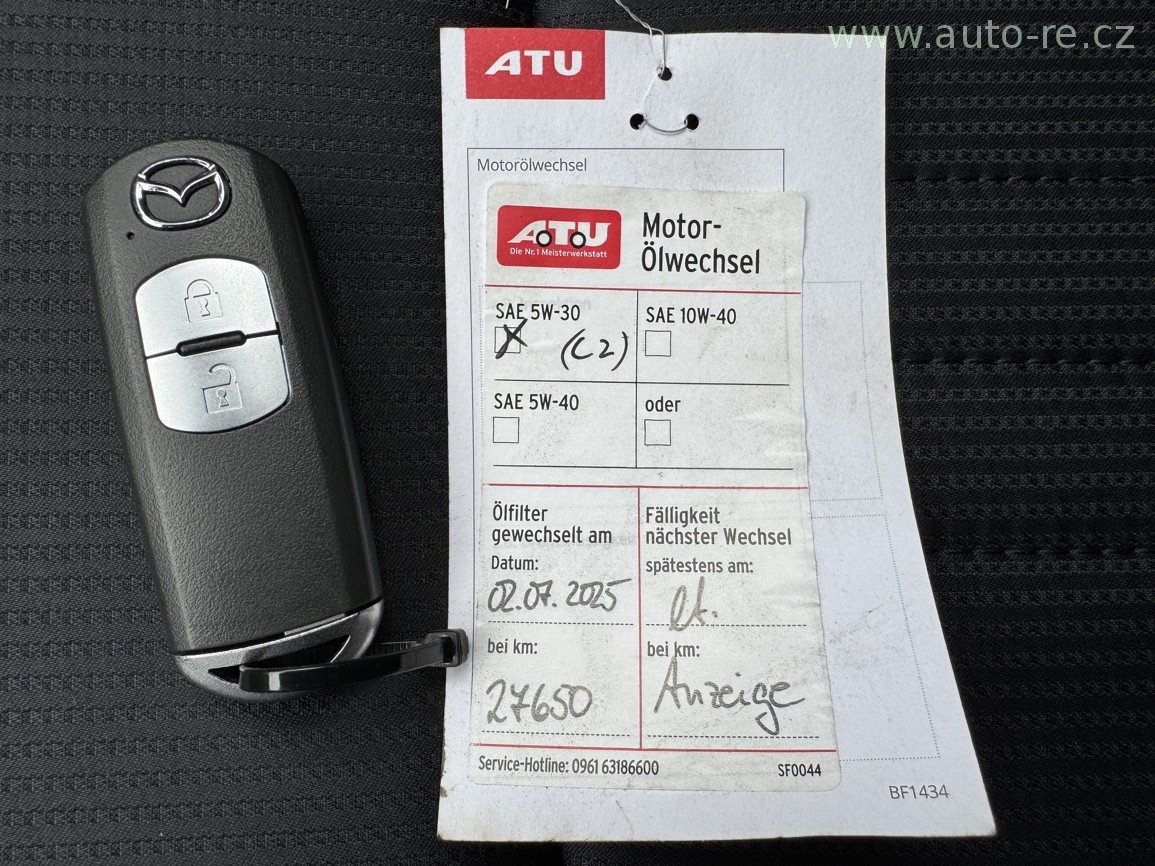 www.auto-re.cz
ATU
Motorölwechsel
ATU
Die Nr.1 Meisterwerkstatt
Motor-
Ölwechsel
SAE 5W-30
X (C2)
SAE 10W-40
SAE 5W-40
oder
Ölfilter
gewechselt am
Datum:
02.07.2025
bei km:
27650
Fälligkeit
nächster Wechsel
spätestens am:
lt.
bei km:
Anzeige
Service-Hotline: 0961 63186600
SF0044
BF1434